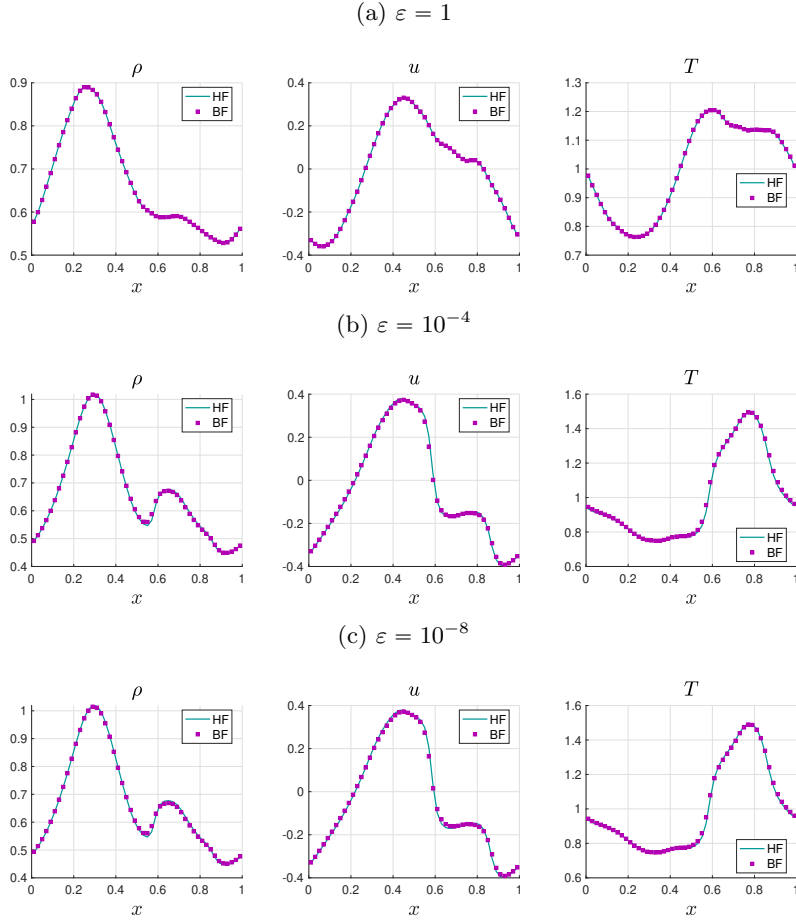 (a) ε = 1
ρ u T
0.9 0.4 1.3
HF HF
BF BF
1.2
0.8 0.2
1.1
0.7 0 1
HF
BF
0.9
0.6 -0.2
0.8
0.5 -0.4 0.7
0 0.2 0.4 0.6 0.8 1 0 0.2 0.4 0.6 0.8 1 0 0.2 0.4 0.6 0.8 1
x x x
(b) ε = 10⁻⁴
ρ u T
1 0.4 1.6
HF HF
BF BF
0.9 1.4
0.8 0.2
1.2
0.7 0
1
0.6 -0.2
HF
BF
0.5 0.8
0.4 -0.4 0.6
0 0.2 0.4 0.6 0.8 1 0 0.2 0.4 0.6 0.8 1 0 0.2 0.4 0.6 0.8 1
x x x
(c) ε = 10⁻⁸
ρ u T
1 0.4 1.6
HF HF
BF BF
0.9 1.4
0.8 0.2
1.2
0.7 0
1
0.6 -0.2
HF
BF
0.5 0.8
0.4 -0.4 0.6
0 0.2 0.4 0.6 0.8 1 0 0.2 0.4 0.6 0.8 1 0 0.2 0.4 0.6 0.8 1
x x x